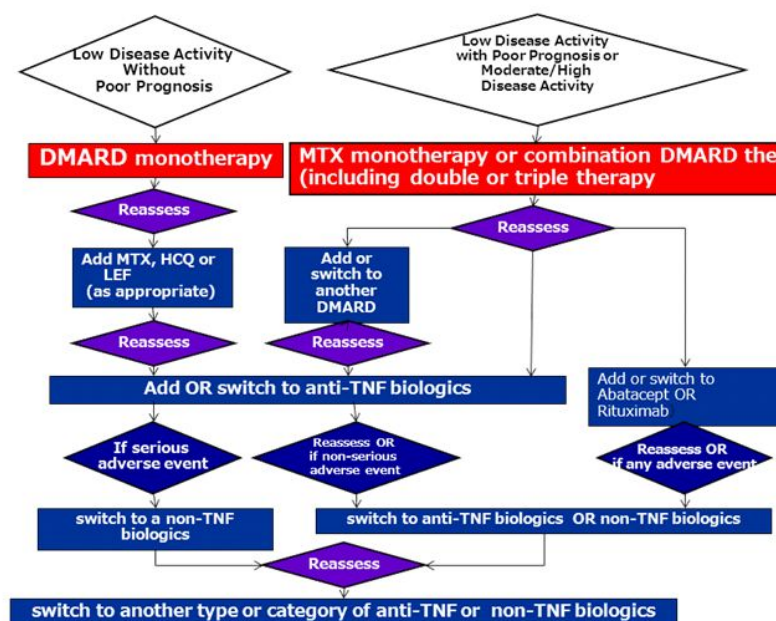 Low Disease Activity
Without
Poor Prognosis
Low Disease Activity
with Poor Prognosis or
Moderate/High
Disease Activity
DMARD monotherapy
MTX monotherapy or combination DMARD the
(including double or triple therapy
Reassess
Reassess
Add MTX, HCQ or
LEF
(as appropriate)
Add or
switch to
another
DMARD
Reassess
Reassess
Add OR switch to anti-TNF biologics
Add or switch to
Abatacept OR
Rituximab
If serious
adverse event
Reassess OR
if non-serious
adverse event
Reassess OR
if any adverse event
switch to a non-TNF
biologics
switch to anti-TNF biologics OR non-TNF biologics
Reassess
switch to another type or category of anti-TNF or non-TNF biologics